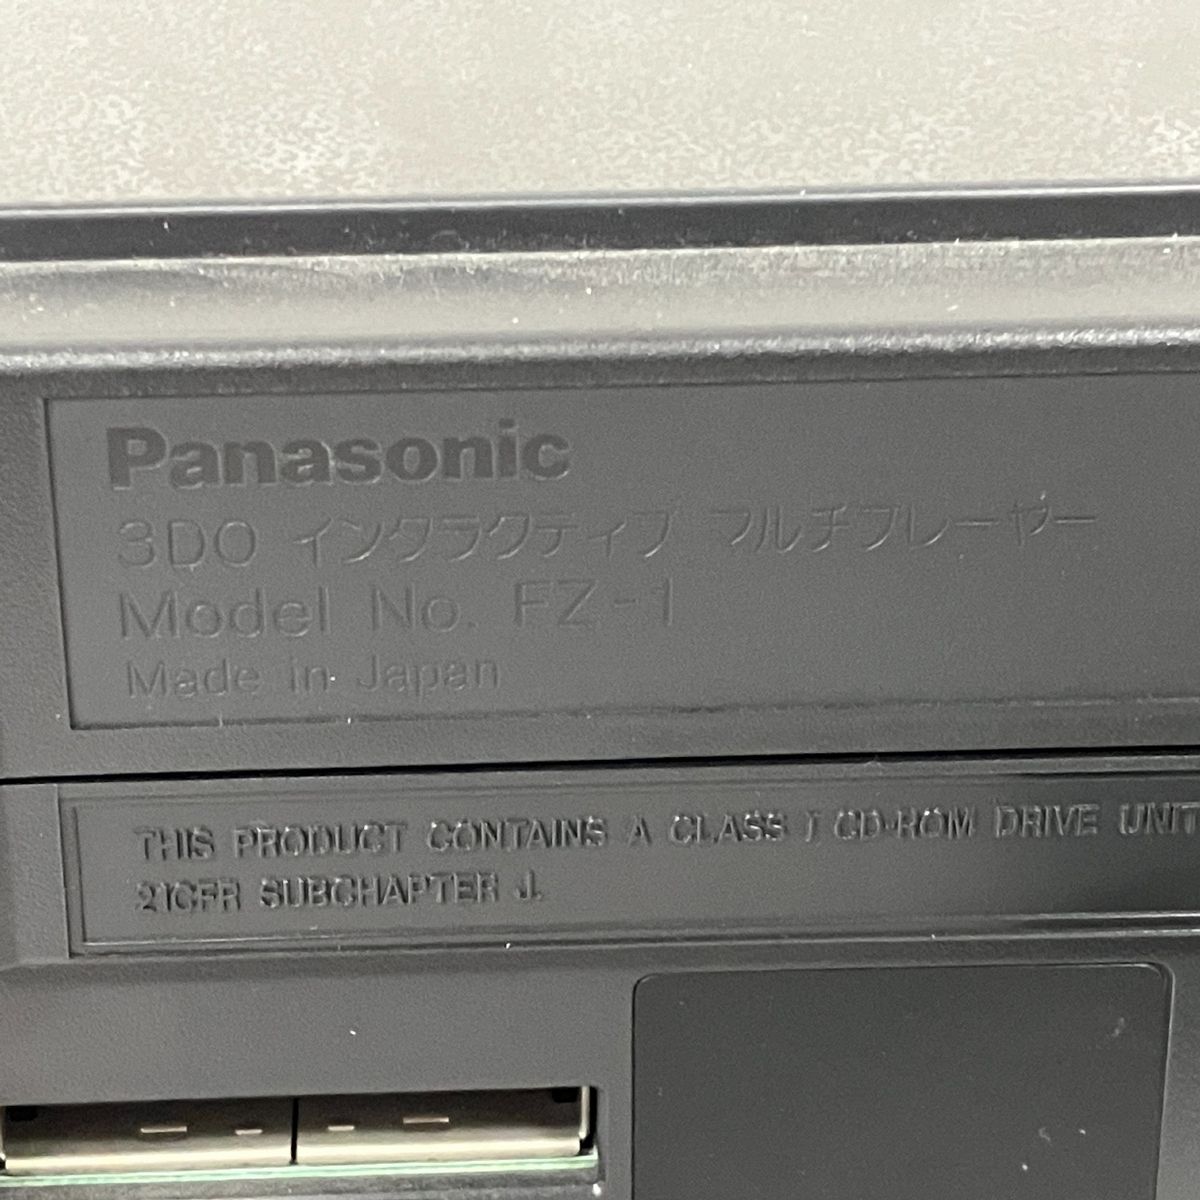 Panasonic
3DO インタラクティブ マルチプレーヤー
Model No. FZ-1
Made in Japan
THIS PRODUCT CONTAINS A CLASS I CD-ROM DRIVE UNIT
21CFR SUBCHAPTER J.